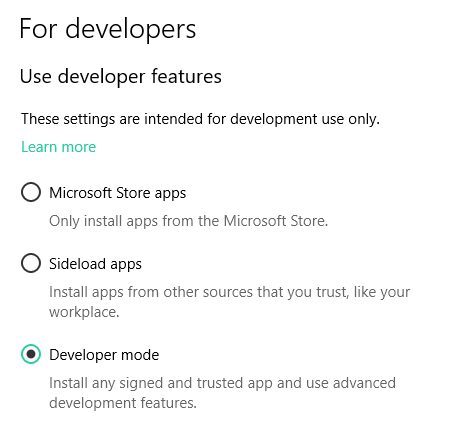 For developers
Use developer features
These settings are intended for development use only.
Learn more
Microsoft Store apps
Only install apps from the Microsoft Store.
Sideload apps
Install apps from other sources that you trust, like your
workplace.
Developer mode
Install any signed and trusted app and use advanced
development features.